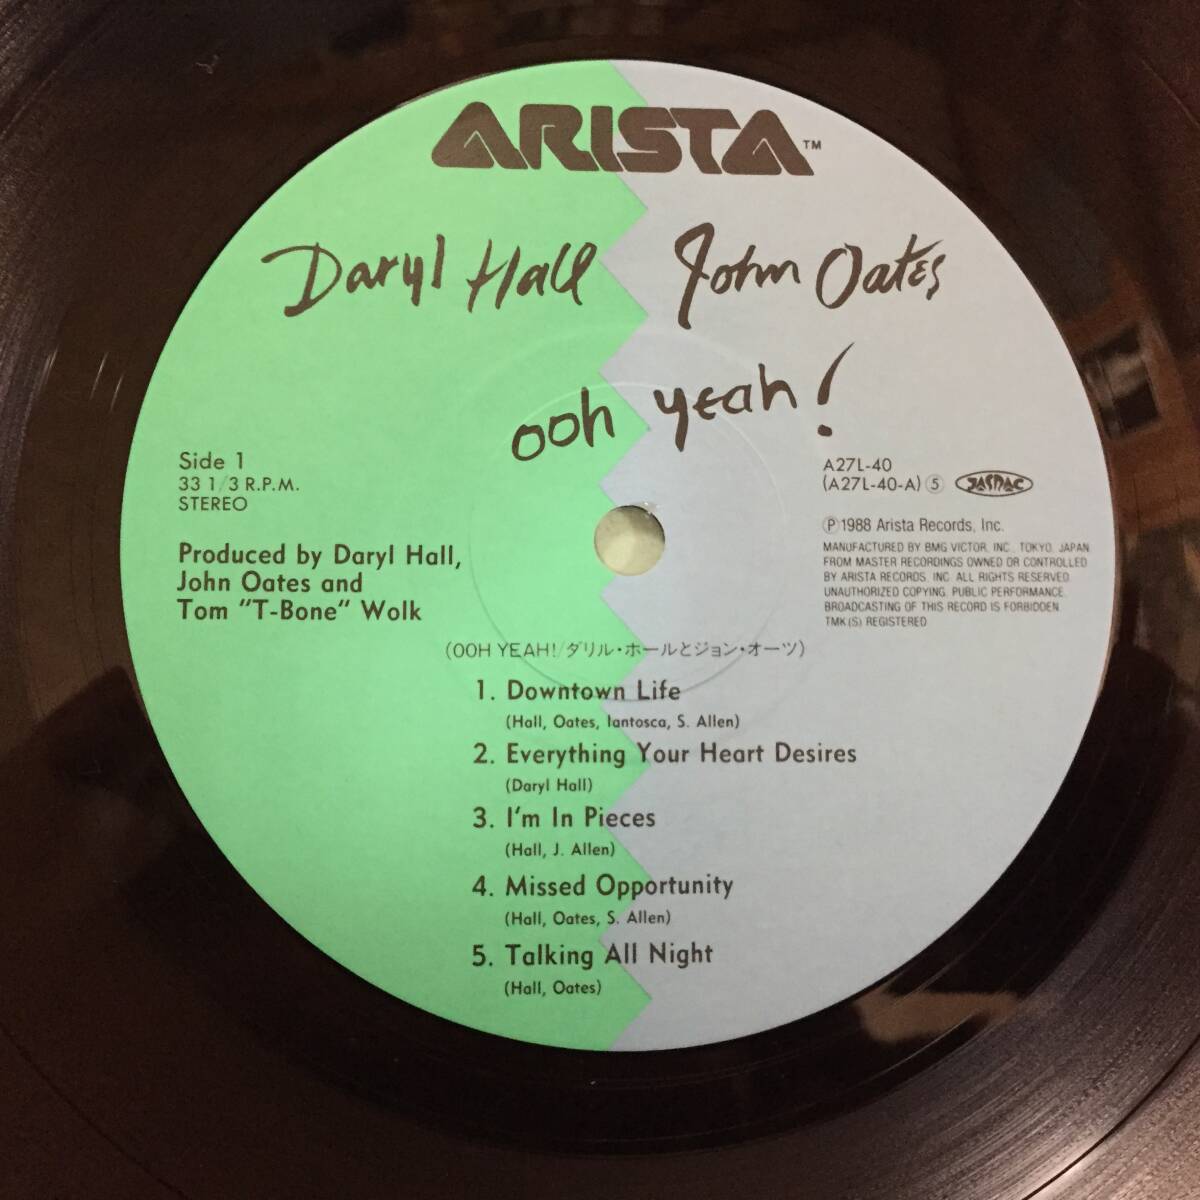 ARISTA™
Daryl Hall John Oates
ooh yeah!
Side 1
33 1/3 R.P.M.
STEREO
A27L-40
(A27L-40-A) ⑤ JASRAC
Produced by Daryl Hall,
John Oates and
Tom "T-Bone" Wolk
Ⓟ1988 Arista Records, Inc.
MANUFACTURED BY BMG VICTOR, INC., TOKYO, JAPAN
FROM MASTER RECORDINGS OWNED OR CONTROLLED
BY ARISTA RECORDS, INC. ALL RIGHTS RESERVED.
UNAUTHORIZED COPYING, PUBLIC PERFORMANCE,
BROADCASTING OF THIS RECORD IS FORBIDDEN.
TMK(S) REGISTERED
(OOH YEAH!/ダリル・ホールとジョン・オーツ)
1. Downtown Life
(Hall, Oates, Iantosca, S. Allen)
2. Everything Your Heart Desires
(Daryl Hall)
3. I'm In Pieces
(Hall, J. Allen)
4. Missed Opportunity
(Hall, Oates, S. Allen)
5. Talking All Night
(Hall, Oates)